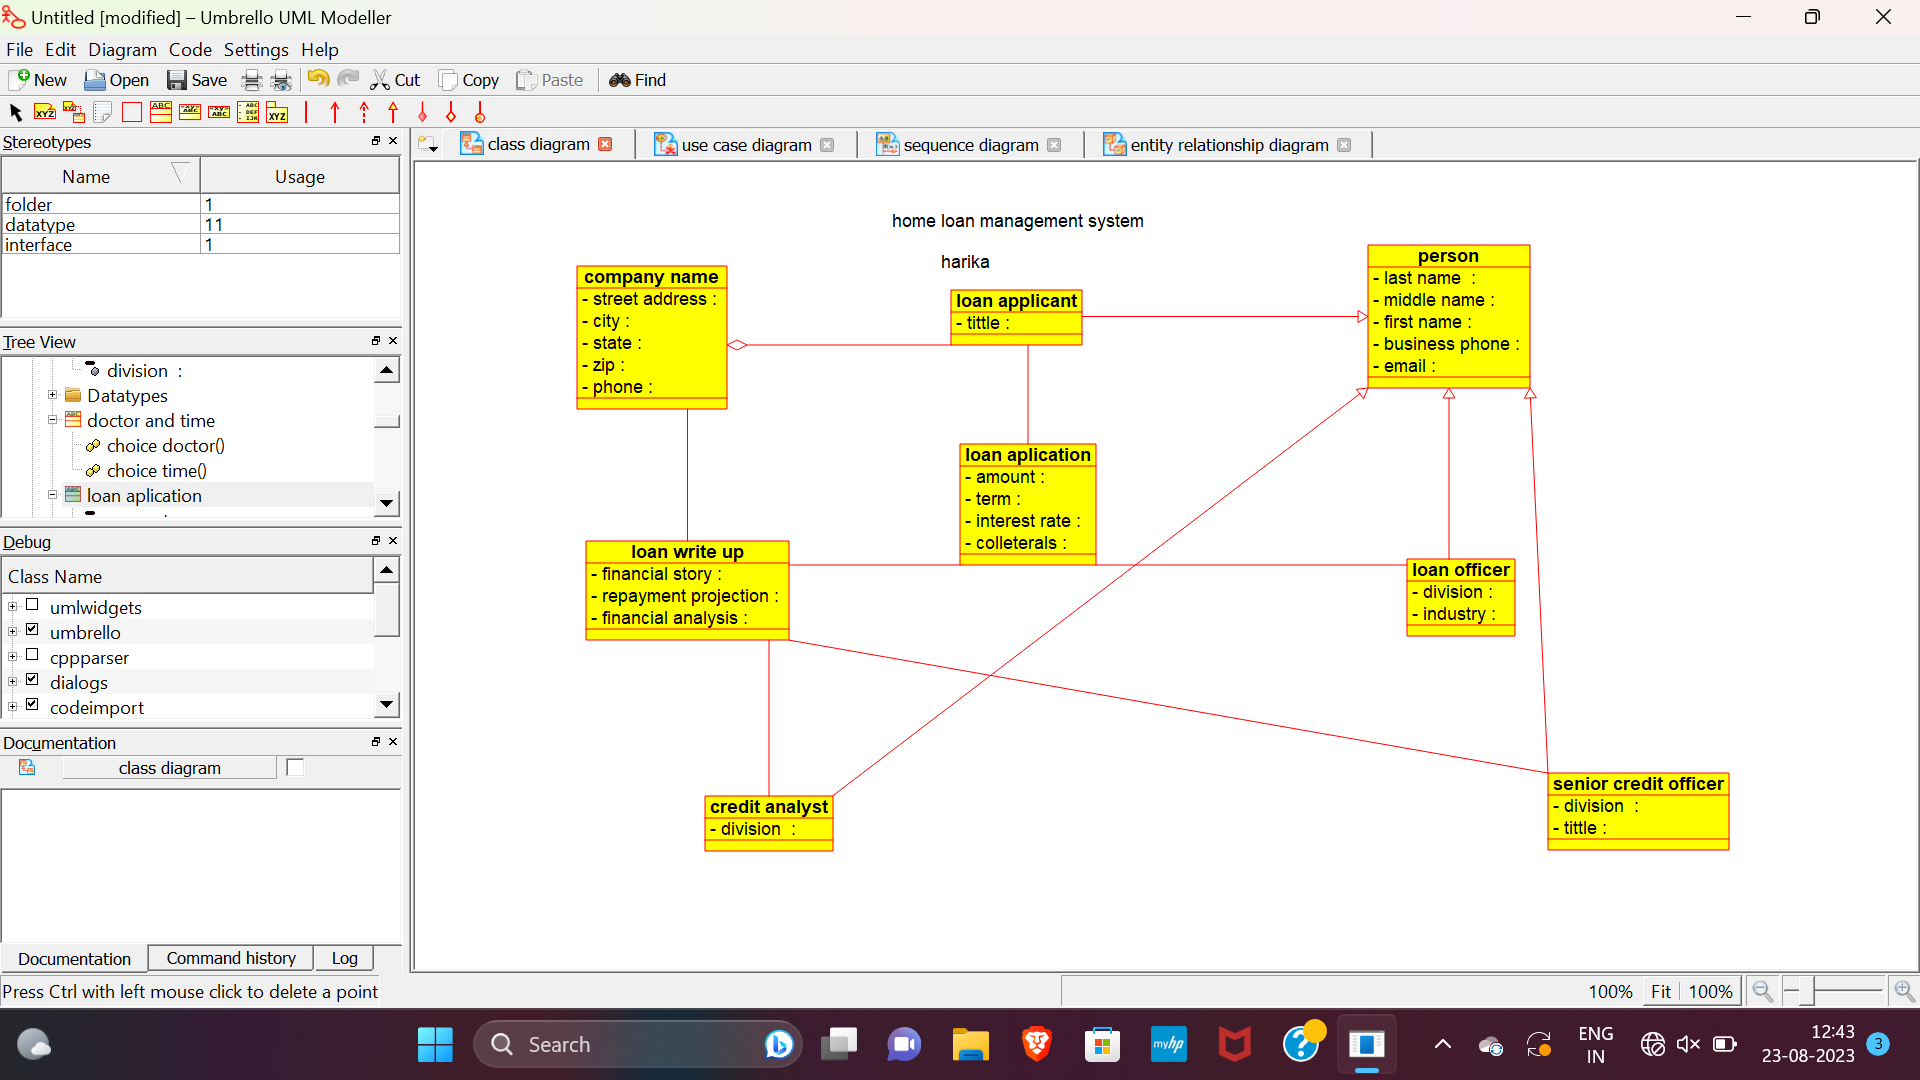 Untitled [modified] – Umbrello UML Modeller
File Edit Diagram Code Settings Help
New Open Save Cut Copy Paste Find
Stereotypes
Name Usage
folder 1
datatype 11
interface 1
Tree View
division :
Datatypes
doctor and time
choice doctor()
choice time()
loan aplication
Debug
Class Name
umlwidgets
umbrello
cppparser
dialogs
codeimport
Documentation
class diagram
Documentation Command history Log
Press Ctrl with left mouse click to delete a point
class diagram use case diagram sequence diagram entity relationship diagram
home loan management system
harika
company name
- street address :
- city :
- state :
- zip :
- phone :
loan applicant
- tittle :
person
- last name :
- middle name :
- first name :
- business phone :
- email :
loan aplication
- amount :
- term :
- interest rate :
- colleterals :
loan write up
- financial story :
- repayment projection :
- financial analysis :
loan officer
- division :
- industry :
credit analyst
- division :
senior credit officer
- division :
- tittle :
100% Fit 100%
Search
myhp
ENG
IN
12:43
23-08-2023
3